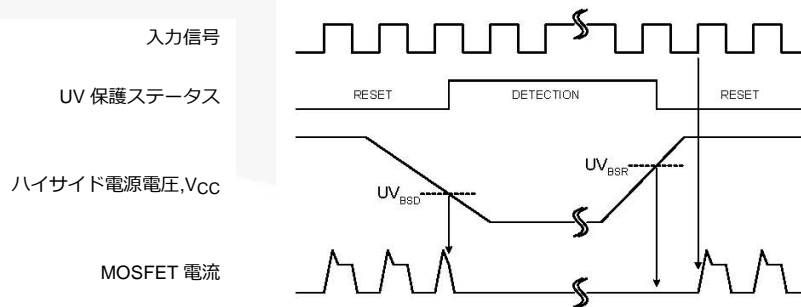 入力信号
UV 保護ステータス
RESET DETECTION RESET
ハイサイド電源電圧,VCC
UVBSD
UVBSR
MOSFET 電流